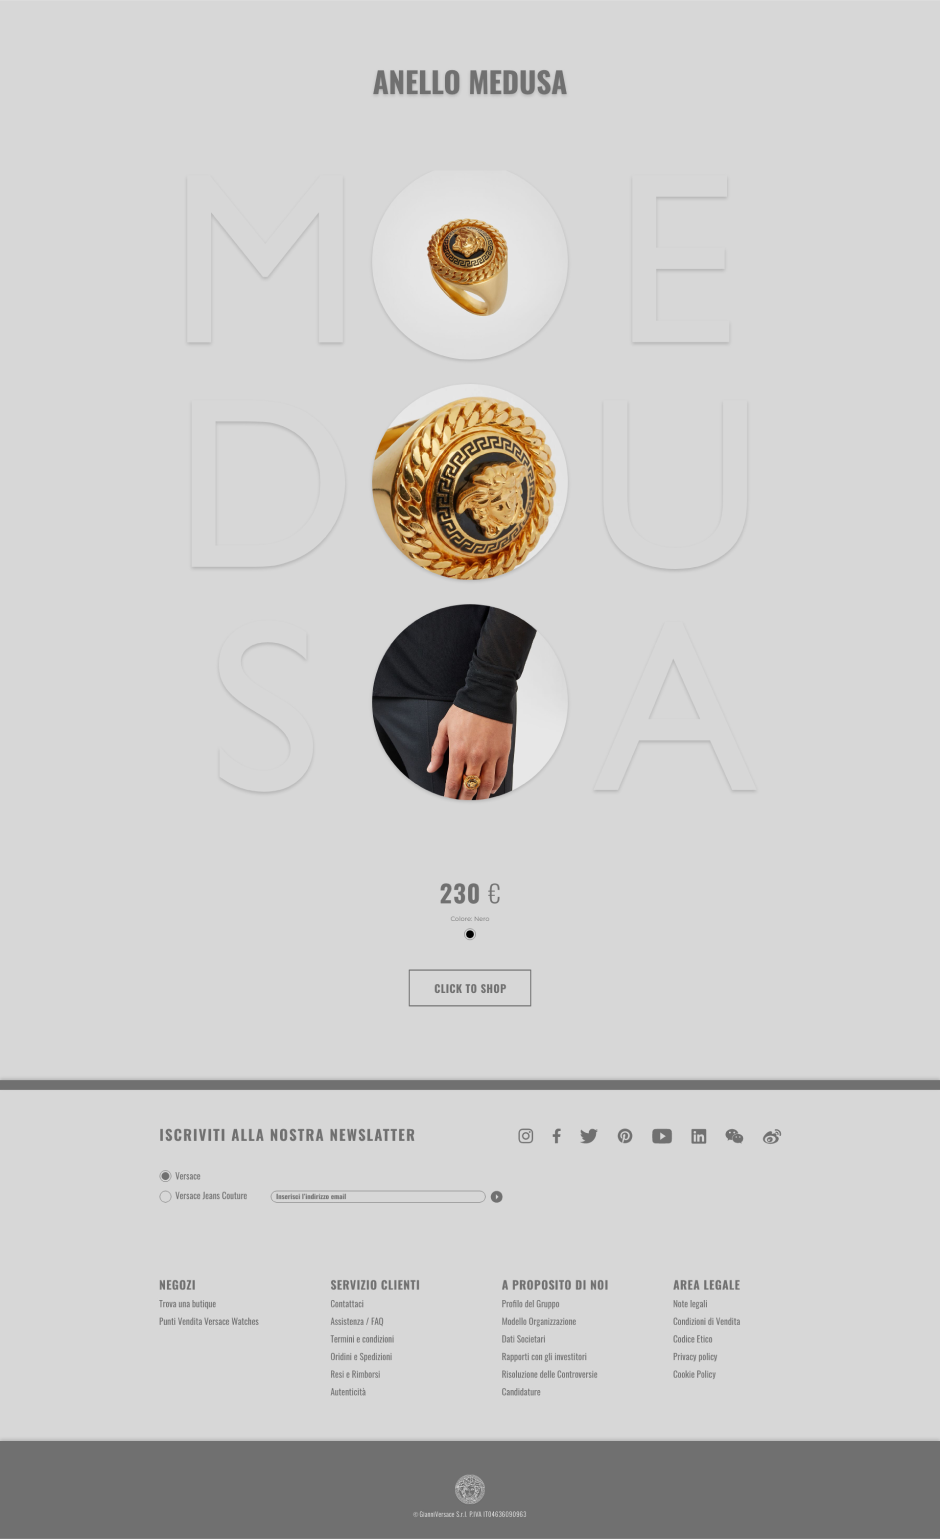 ANELLO MEDUSA
M E
D U
S A
230 €
Colore: Nero
CLICK TO SHOP
ISCRIVITI ALLA NOSTRA NEWSLATTER
Versace
Versace Jeans Couture
Inserisci l'indirizzo email
NEGOZI
Trova una butique
Punti Vendita Versace Watches
SERVIZIO CLIENTI
Contattaci
Assistenza / FAQ
Termini e condizioni
Oridini e Spedizioni
Resi e Rimborsi
Autenticità
A PROPOSITO DI NOI
Profilo del Gruppo
Modello Organizzazione
Dati Societari
Rapporti con gli investitori
Risoluzione delle Controversie
Candidature
AREA LEGALE
Note legali
Condizioni di Vendita
Codice Etico
Privacy policy
Cookie Policy
© GianniVersace S.r.l. P.IVA IT04636090963